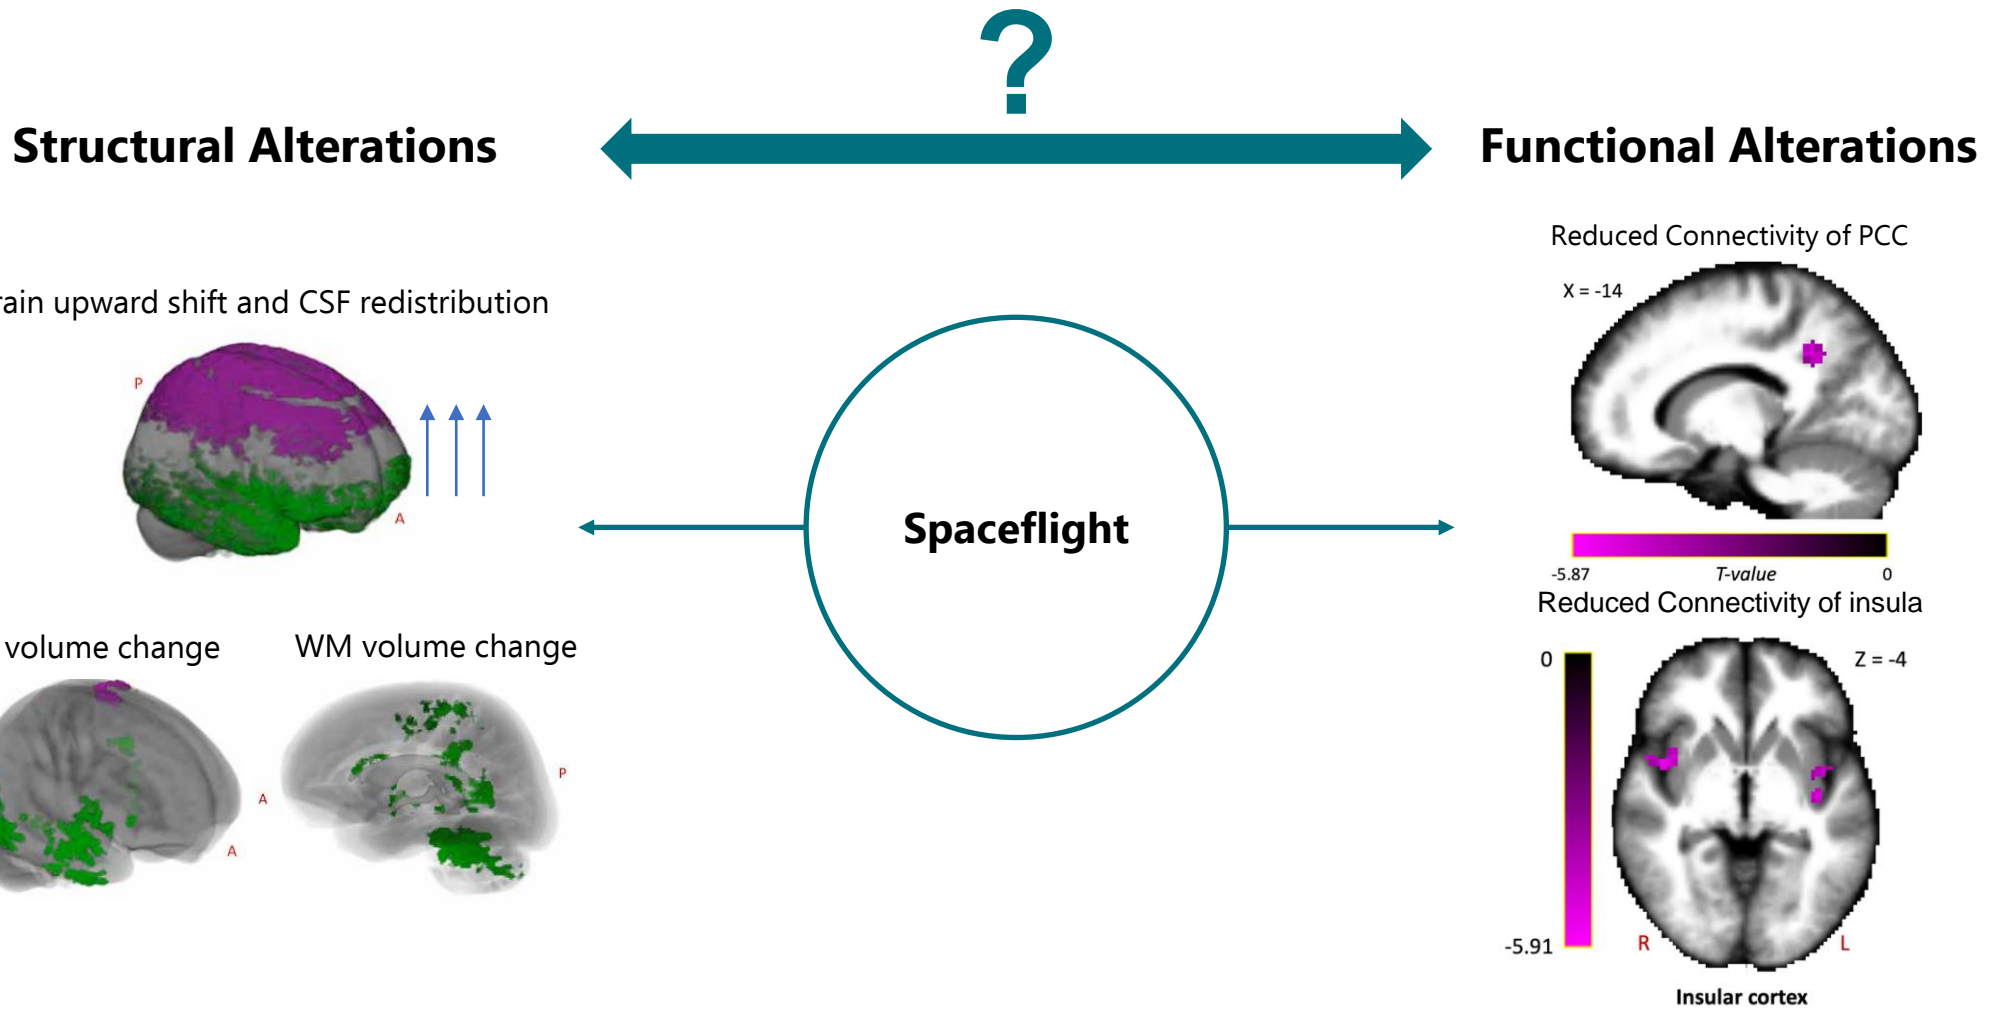 ?
Structural Alterations
Functional Alterations
Reduced Connectivity of PCC
X = -14
rain upward shift and CSF redistribution
P
A
Spaceflight
-5.87
T-value
0
Reduced Connectivity of insula
volume change
WM volume change
A
A
P
0
Z = -4
-5.91
R
L
Insular cortex